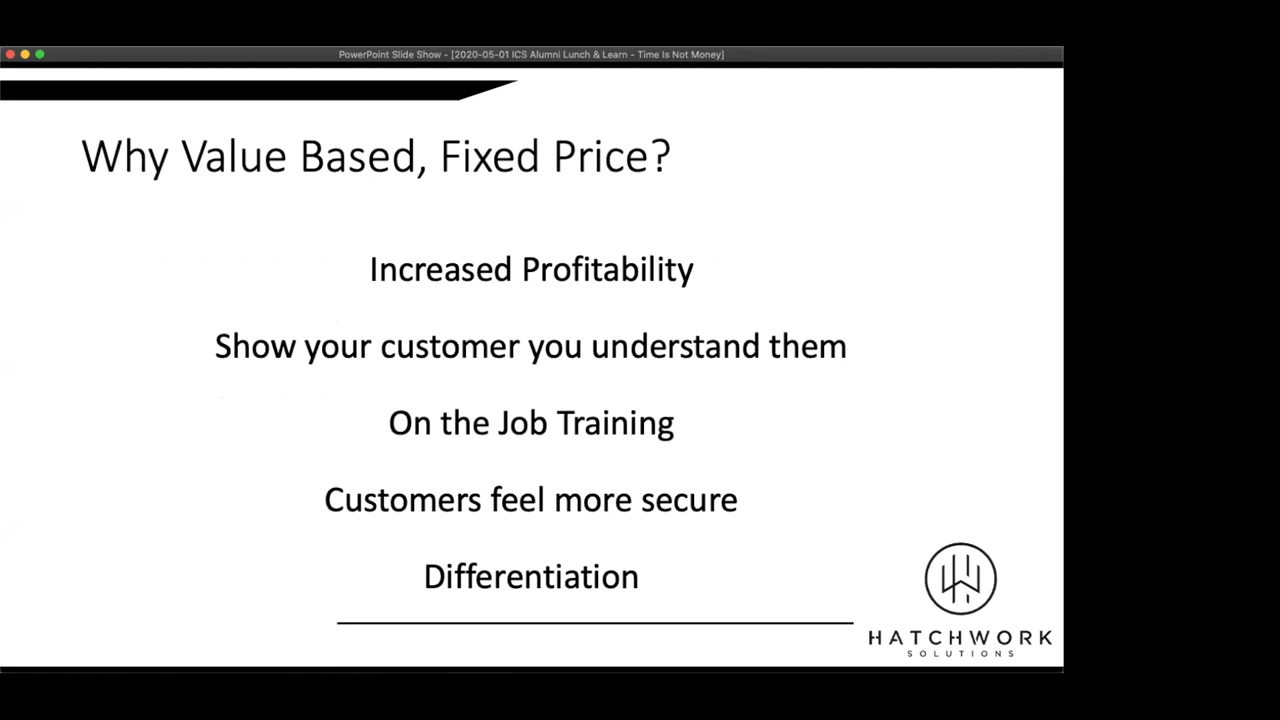 PowerPoint Slide Show - [2020-05-01 ICS Alumni Lunch & Learn - Time Is Not Money]
Why Value Based, Fixed Price?
Increased Profitability
Show your customer you understand them
On the Job Training
Customers feel more secure
Differentiation
HATCHWORK
SOLUTIONS